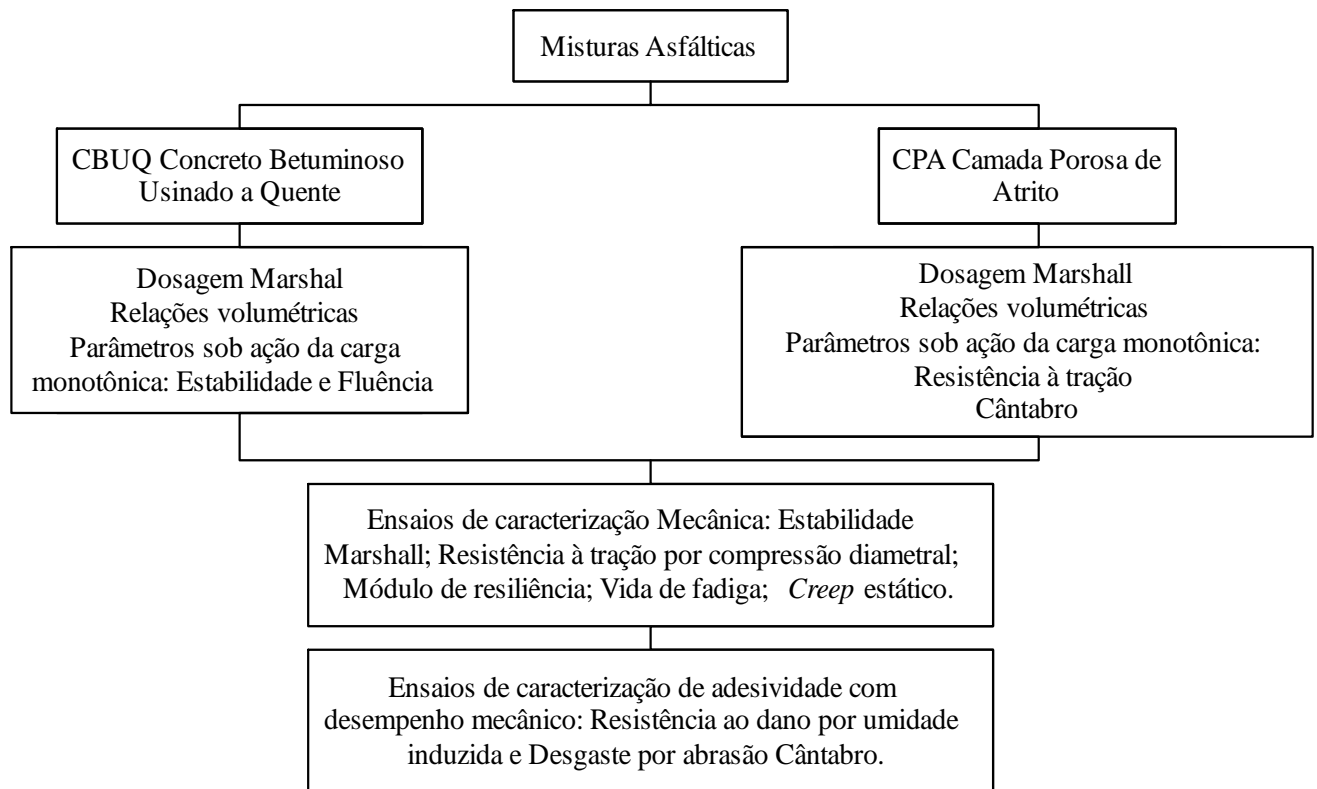 Misturas Asfálticas
CBUQ Concreto Betuminoso
Usinado a Quente
CPA Camada Porosa de
Atrito
Dosagem Marshal
Relações volumétricas
Parâmetros sob ação da carga
monotônica: Estabilidade e Fluência
Dosagem Marshall
Relações volumétricas
Parâmetros sob ação da carga monotônica:
Resistência à tração
Cântabro
Ensaios de caracterização Mecânica: Estabilidade
Marshall; Resistência à tração por compressão diametral;
Módulo de resiliência; Vida de fadiga; Creep estático.
Ensaios de caracterização de adesividade com
desempenho mecânico: Resistência ao dano por umidade
induzida e Desgaste por abrasão Cântabro.